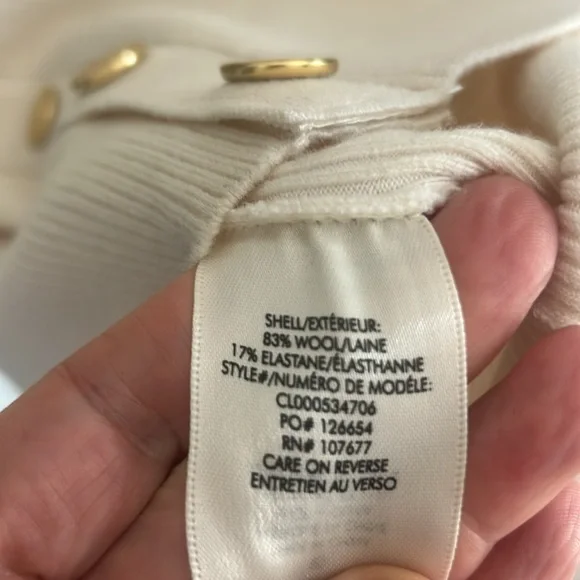 SHELL/EXTÉRIEUR:
83% WOOL/LAINE
17% ELASTANE/ÉLASTHANNE
STYLE#/NUMÉRO DE MODÉLE:
CL000534706
PO# 126654
RN# 107677
CARE ON REVERSE
ENTRETIEN AU VERSO